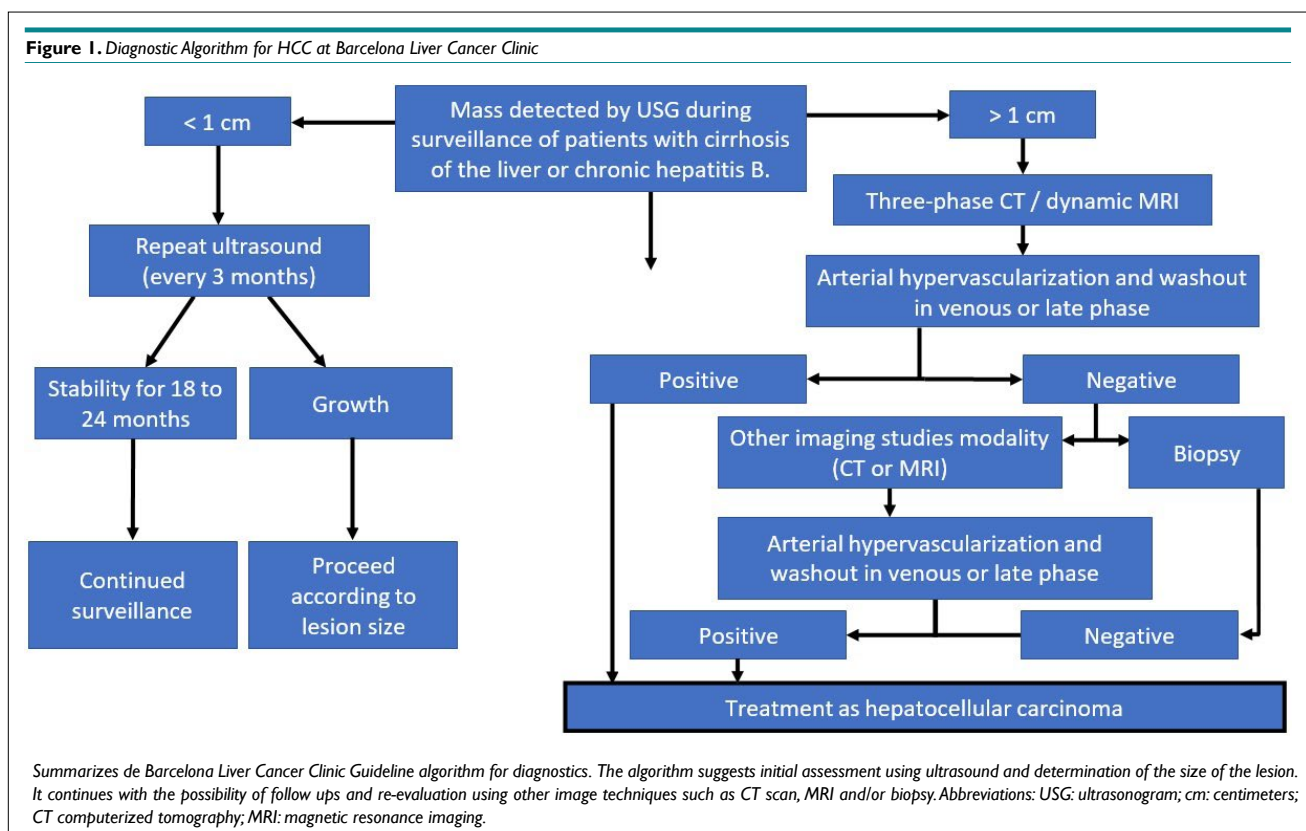 Figure 1. Diagnostic Algorithm for HCC at Barcelona Liver Cancer Clinic
< 1 cm
Mass detected by USG during
surveillance of patients with cirrhosis
of the liver or chronic hepatitis B.
> 1 cm
Repeat ultrasound
(every 3 months)
Stability for 18 to
24 months
Growth
Continued
surveillance
Proceed
according to
lesion size
Three-phase CT / dynamic MRI
Arterial hypervascularization and washout
in venous or late phase
Positive
Negative
Other imaging studies modality
(CT or MRI)
Biopsy
Arterial hypervascularization and
washout in venous or late phase
Positive
Negative
Treatment as hepatocellular carcinoma
Summarizes de Barcelona Liver Cancer Clinic Guideline algorithm for diagnostics. The algorithm suggests initial assessment using ultrasound and determination of the size of the lesion.
It continues with the possibility of follow ups and re-evaluation using other image techniques such as CT scan, MRI and/or biopsy. Abbreviations: USG: ultrasonogram; cm: centimeters;
CT computerized tomography; MRI: magnetic resonance imaging.